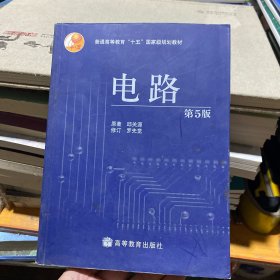 普通高等教育“十五”国家级规划教材
电路
第5版
原著 邱关源
修订 罗先觉
高等教育出版社